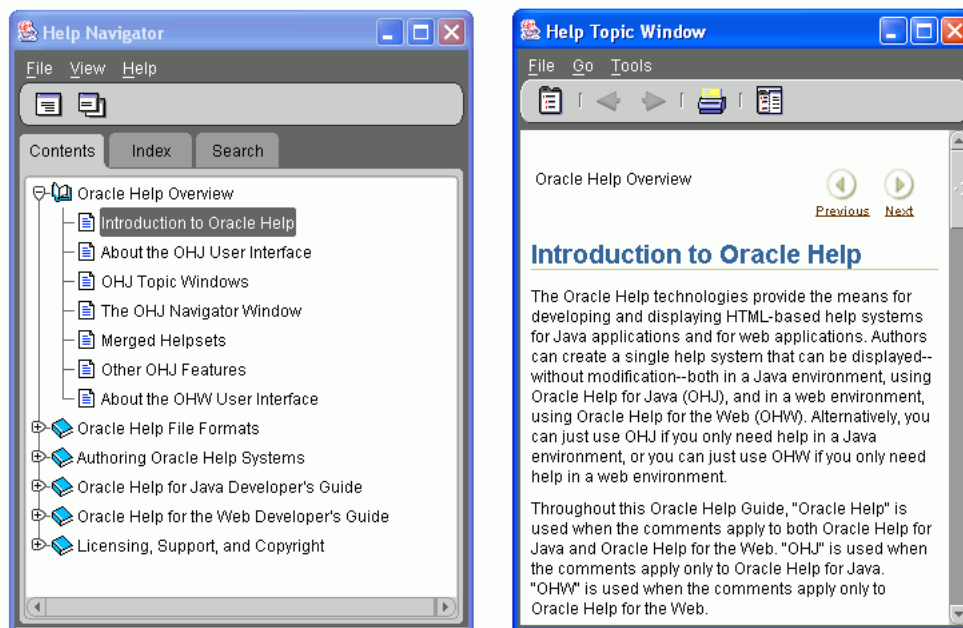 Help Navigator
File View Help
Contents Index Search
Oracle Help Overview
Introduction to Oracle Help
About the OHJ User Interface
OHJ Topic Windows
The OHJ Navigator Window
Merged Helpsets
Other OHJ Features
About the OHW User Interface
Oracle Help File Formats
Authoring Oracle Help Systems
Oracle Help for Java Developer's Guide
Oracle Help for the Web Developer's Guide
Licensing, Support, and Copyright
Help Topic Window
File Go Tools
Oracle Help Overview
Previous Next
Introduction to Oracle Help
The Oracle Help technologies provide the means for
developing and displaying HTML-based help systems
for Java applications and for web applications. Authors
can create a single help system that can be displayed--
without modification--both in a Java environment, using
Oracle Help for Java (OHJ), and in a web environment,
using Oracle Help for the Web (OHW). Alternatively, you
can just use OHJ if you only need help in a Java
environment, or you can just use OHW if you only need
help in a web environment.
Throughout this Oracle Help Guide, "Oracle Help" is
used when the comments apply to both Oracle Help for
Java and Oracle Help for the Web. "OHJ" is used when
the comments apply only to Oracle Help for Java.
"OHW" is used when the comments apply only to
Oracle Help for the Web.